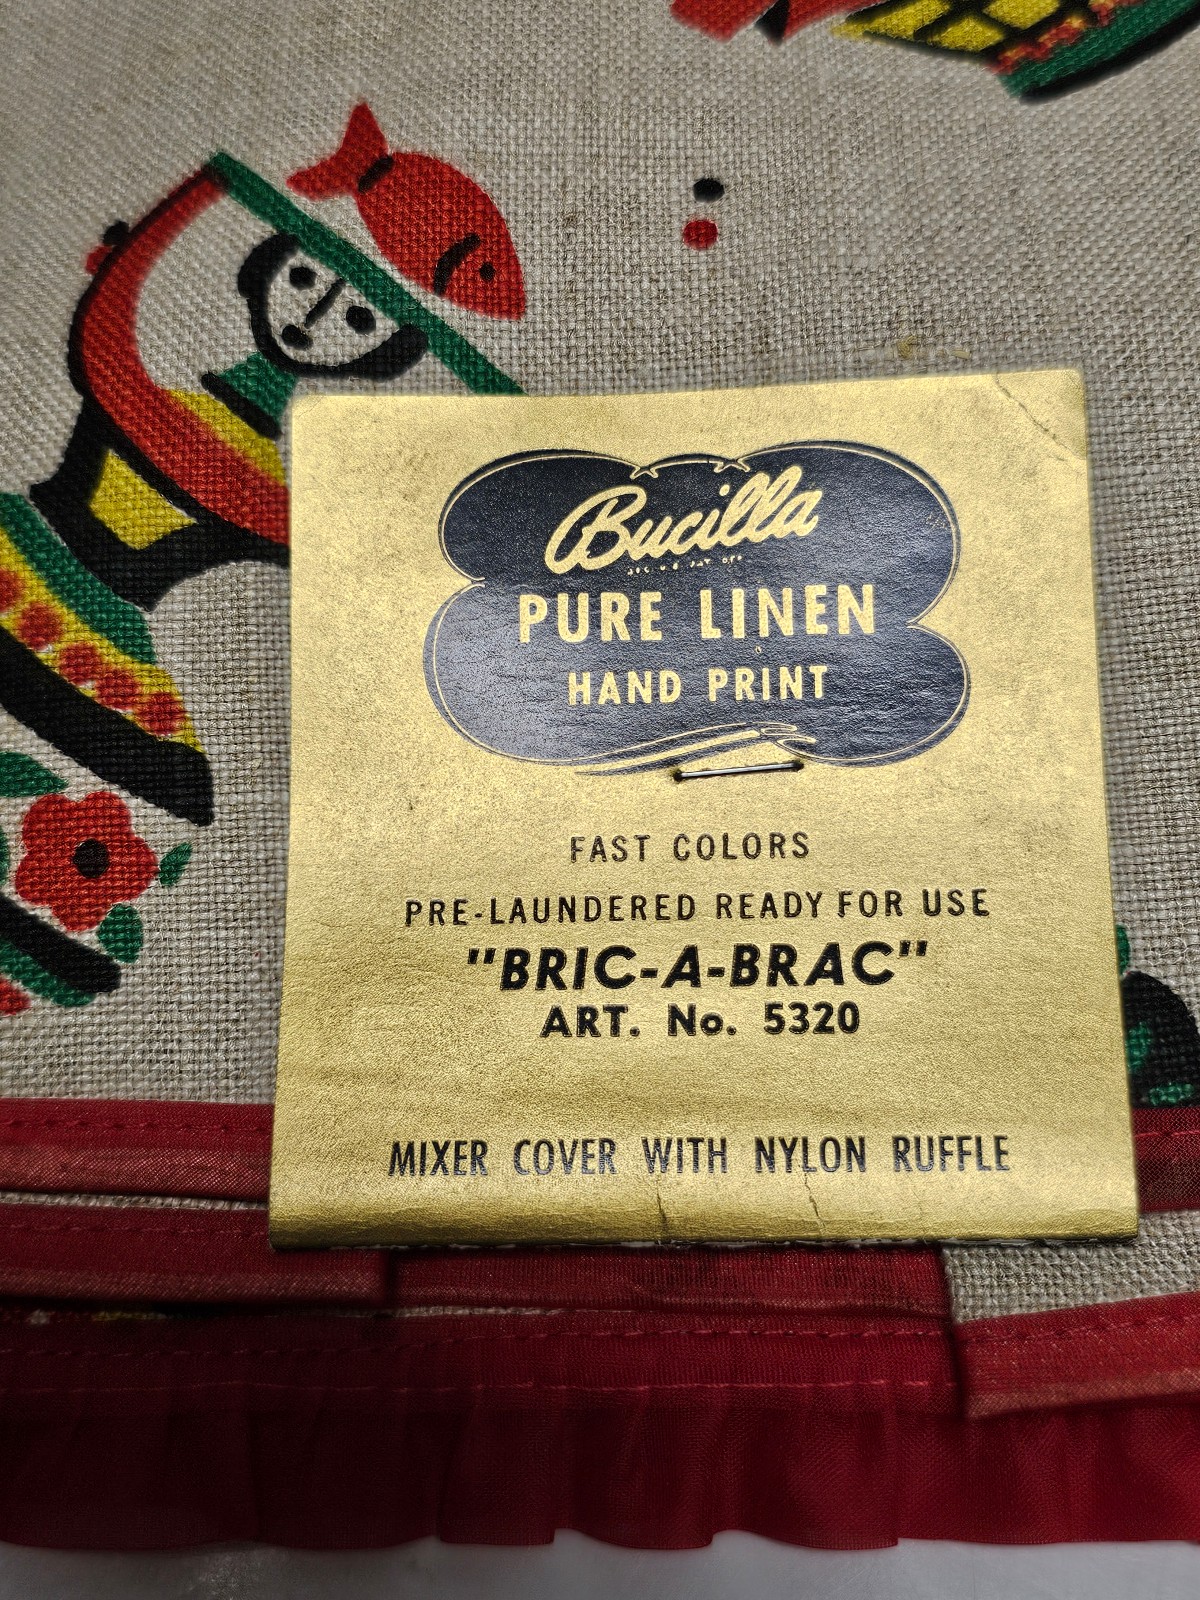 Bucilla
PURE LINEN
HAND PRINT
FAST COLORS
PRE-LAUNDERED READY FOR USE
"BRIC-A-BRAC"
ART. No. 5320
MIXER COVER WITH NYLON RUFFLE